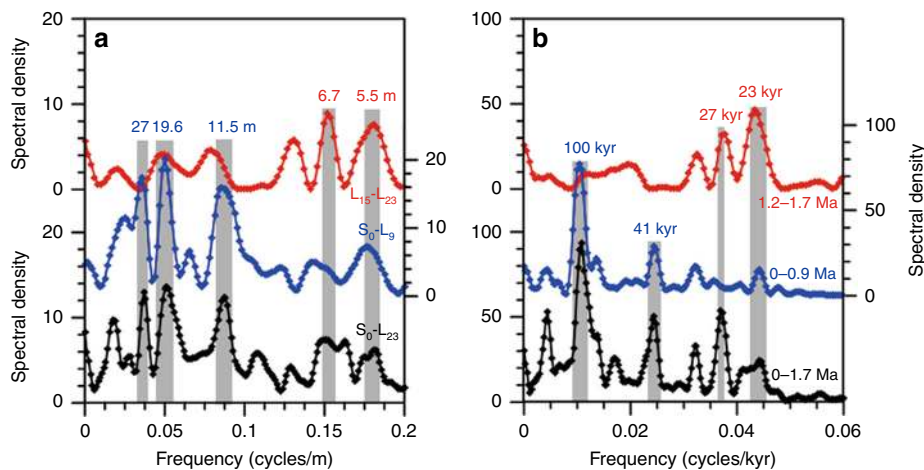 a
20
10
0
20
10
0
Spectral density
Spectral density
27 19.6 11.5 m 6.7 5.5 m
L15-L23
S0-L9
S0-L23
20
10
0
0 0.05 0.10 0.15 0.2
Frequency (cycles/m)
b
100
50
0
100
50
0
100 kyr
41 kyr
27 kyr
23 kyr
1.2–1.7 Ma
0–0.9 Ma
0–1.7 Ma
100
50
0
Spectral density
0 0.02 0.04 0.06
Frequency (cycles/kyr)